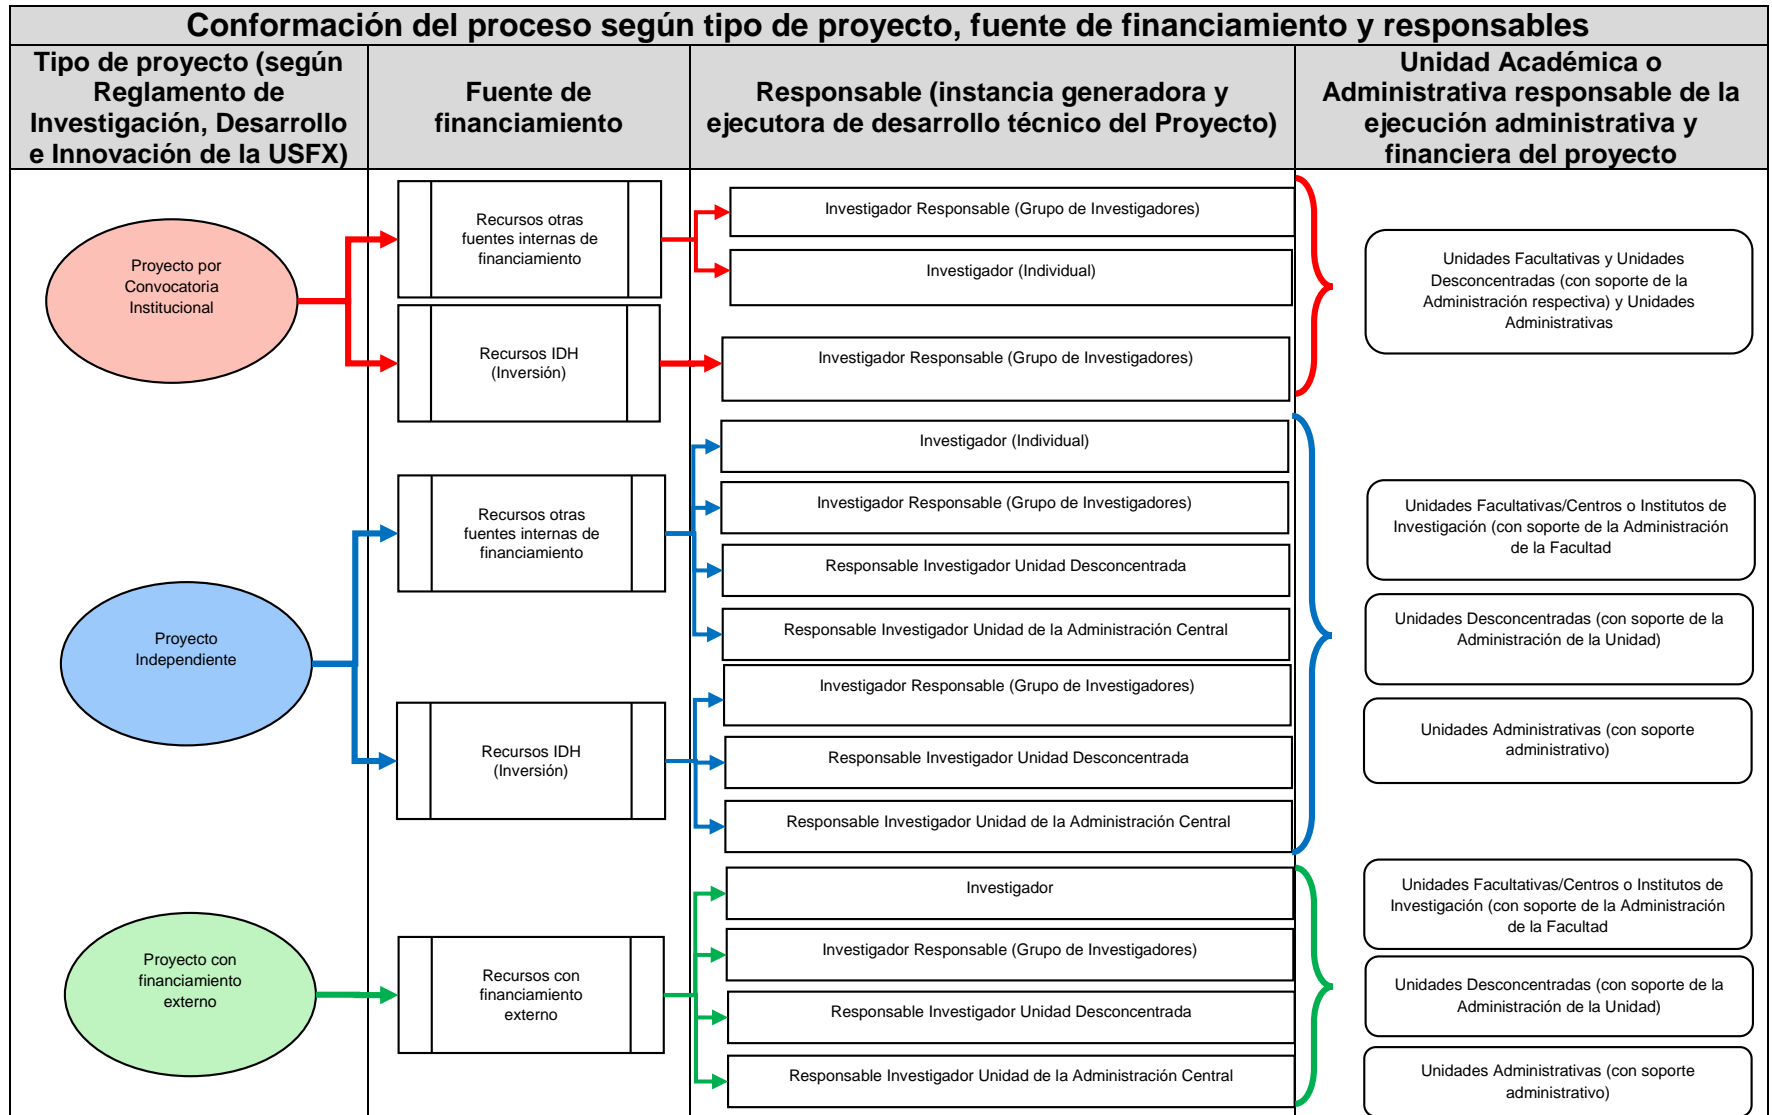 Conformación del proceso según tipo de proyecto, fuente de financiamiento y responsables
Tipo de proyecto (según
Reglamento de
Investigación, Desarrollo
e Innovación de la USFX)
Fuente de
financiamiento
Responsable (instancia generadora y
ejecutora de desarrollo técnico del Proyecto)
Unidad Académica o
Administrativa responsable de la
ejecución administrativa y
financiera del proyecto
Proyecto por
Convocatoria
Institucional
Recursos otras
fuentes internas de
financiamiento
Recursos IDH
(Inversión)
Investigador Responsable (Grupo de Investigadores)
Investigador (Individual)
Investigador Responsable (Grupo de Investigadores)
Unidades Facultativas y Unidades
Desconcentradas (con soporte de la
Administración respectiva) y Unidades
Administrativas
Proyecto
Independiente
Recursos otras
fuentes internas de
financiamiento
Recursos IDH
(Inversión)
Investigador (Individual)
Investigador Responsable (Grupo de Investigadores)
Responsable Investigador Unidad Desconcentrada
Responsable Investigador Unidad de la Administración Central
Investigador Responsable (Grupo de Investigadores)
Responsable Investigador Unidad Desconcentrada
Responsable Investigador Unidad de la Administración Central
Unidades Facultativas/Centros o Institutos de
Investigación (con soporte de la Administración
de la Facultad
Unidades Desconcentradas (con soporte de la
Administración de la Unidad)
Unidades Administrativas (con soporte
administrativo)
Proyecto con
financiamiento
externo
Recursos con
financiamiento
externo
Investigador
Investigador Responsable (Grupo de Investigadores)
Responsable Investigador Unidad Desconcentrada
Responsable Investigador Unidad de la Administración Central
Unidades Facultativas/Centros o Institutos de
Investigación (con soporte de la Administración
de la Facultad
Unidades Desconcentradas (con soporte de la
Administración de la Unidad)
Unidades Administrativas (con soporte
administrativo)